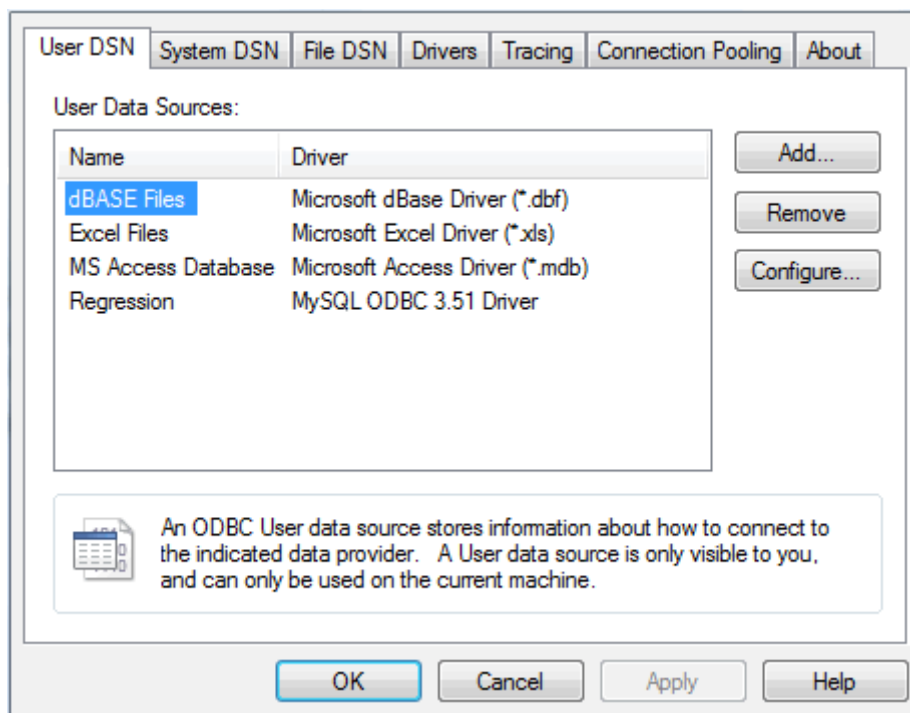 User DSN System DSN File DSN Drivers Tracing Connection Pooling About
User Data Sources:
Name Driver Add...
dBASE Files Microsoft dBase Driver (*.dbf)
Remove
Excel Files Microsoft Excel Driver (*.xls)
MS Access Database Microsoft Access Driver (*.mdb) Configure...
Regression MySQL ODBC 3.51 Driver
An ODBC User data source stores information about how to connect to
the indicated data provider. A User data source is only visible to you,
and can only be used on the current machine.
OK Cancel Apply Help